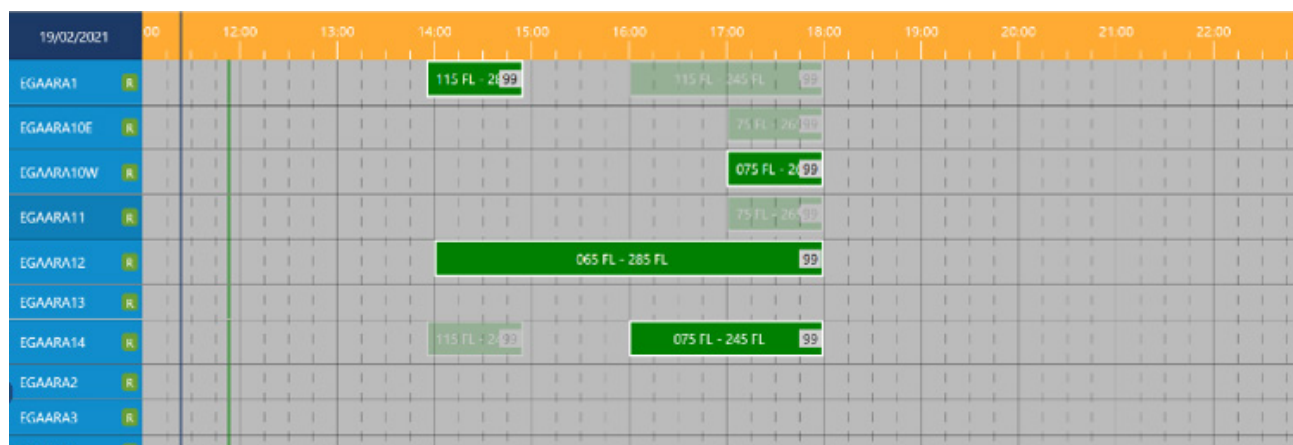 19/02/2021 :00 12:00 13:00 14:00 15:00 16:00 17:00 18:00 19:00 20:00 21:00 22:00
EGAARA1 R 115 FL - 99 115 FL - 245 FL 99
EGAARA10E R 75 FL - 99
EGAARA10W R 075 FL - 99
EGAARA11 R 75 FL - 99
EGAARA12 R 065 FL - 285 FL 99
EGAARA13 R
EGAARA14 R 115 FL - 99 075 FL - 245 FL 99
EGAARA2 R
EGAARA3 R